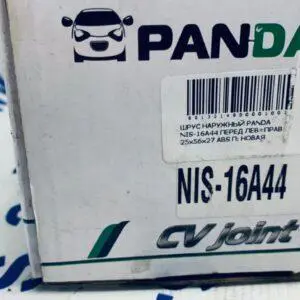 PANDA
ШРУС НАРУЖНЫЙ PANDA
NIS-16A44 ПЕРЕД ЛЕВ=ПРАВ
25x56x27 ABS П: НОВАЯ
NIS-16A44
CV joint